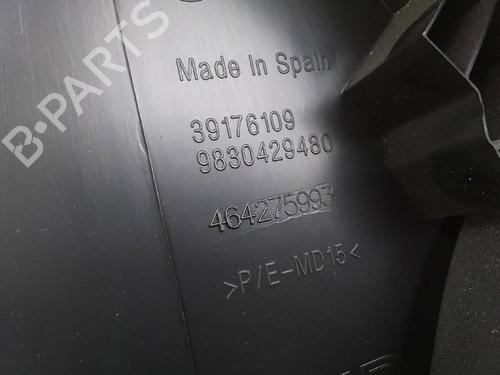 B-PARTS
Made In Spain
39176109
9830429480
464275993
>P/E-MD15<